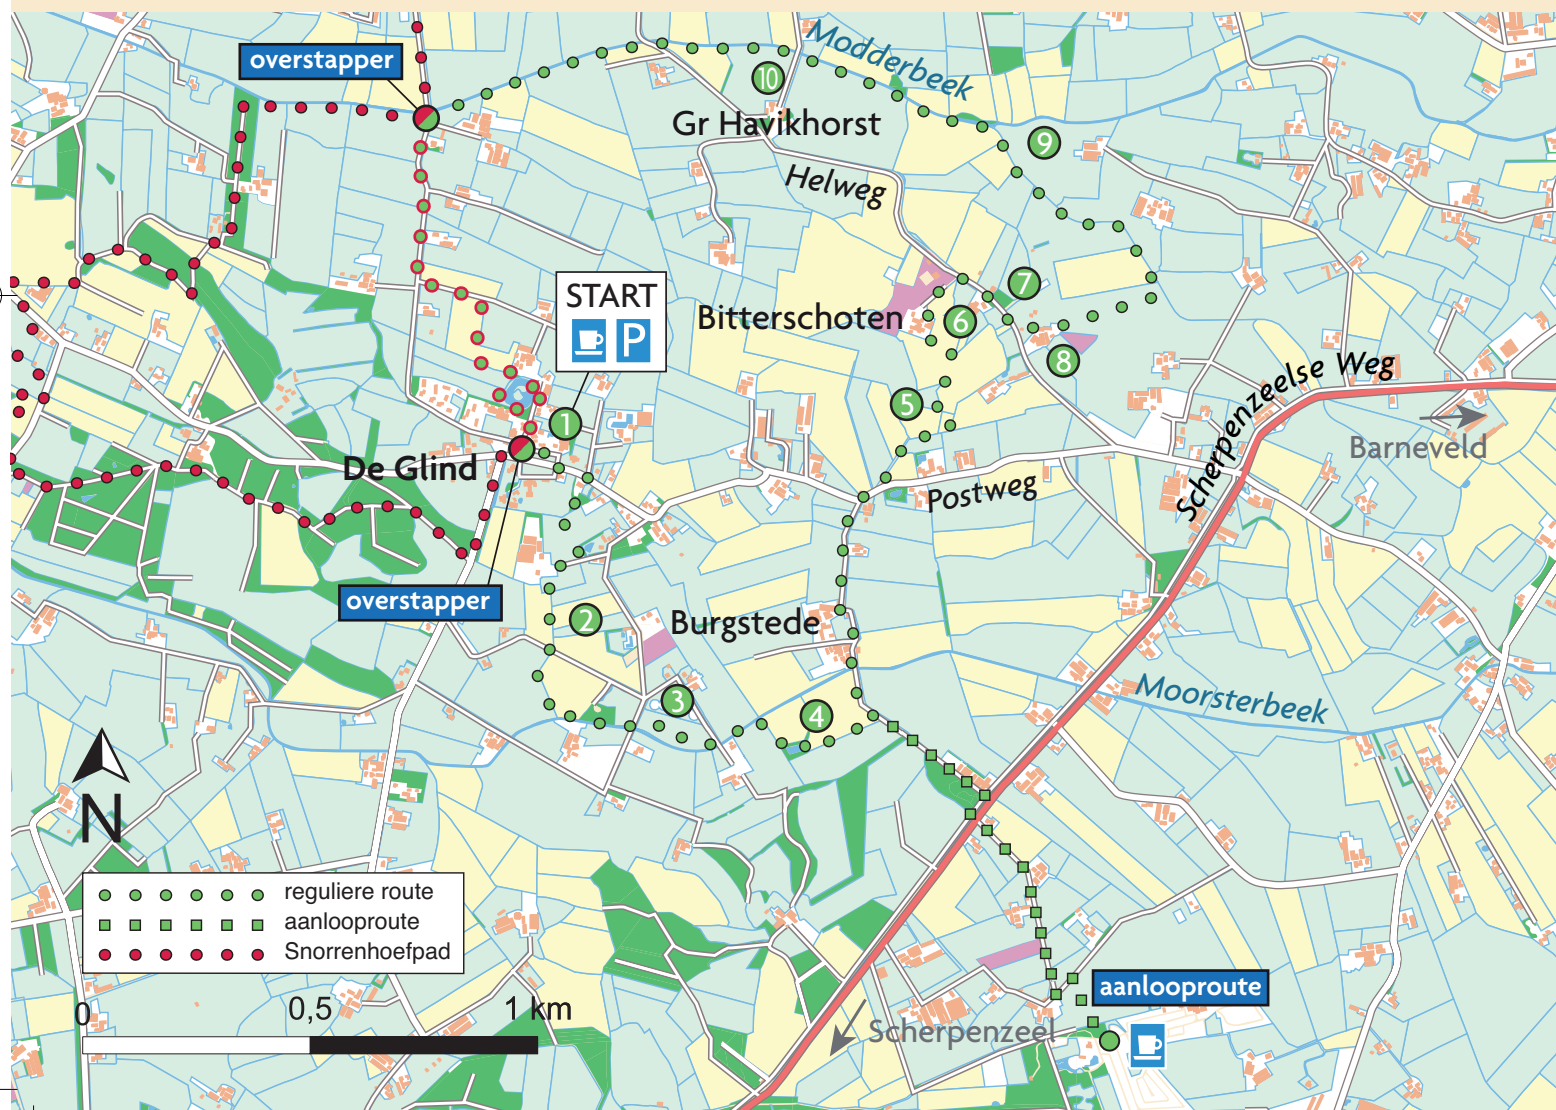 overstapper
Modderbeek
10
Gr Havikhorst
9
Helweg
START
P
7
Bitterschoten
6
8
5
Scherpenzeelse Weg
1
Barneveld
De Glind
Postweg
overstapper
2
Burgstede
3
4
Moorsterbeek
N
reguliere route
aanlooproute
Snorrenhoefpad
0
0,5
1 km
aanlooproute
Scherpenzeel